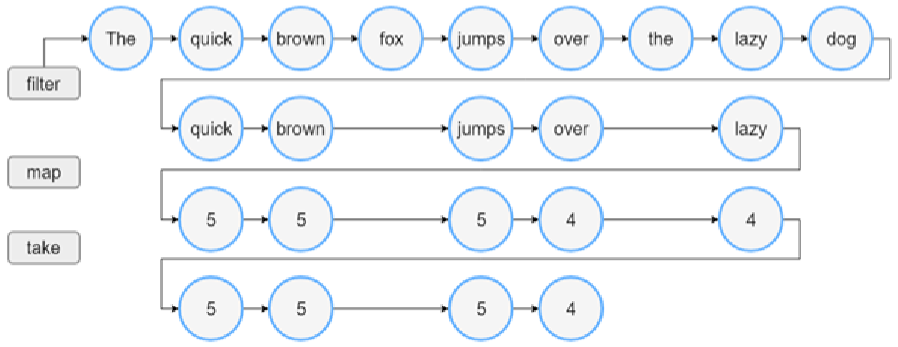 The quick brown fox jumps over the lazy dog
filter
quick brown jumps over lazy
map
5 5 5 4 4
take
5 5 5 4